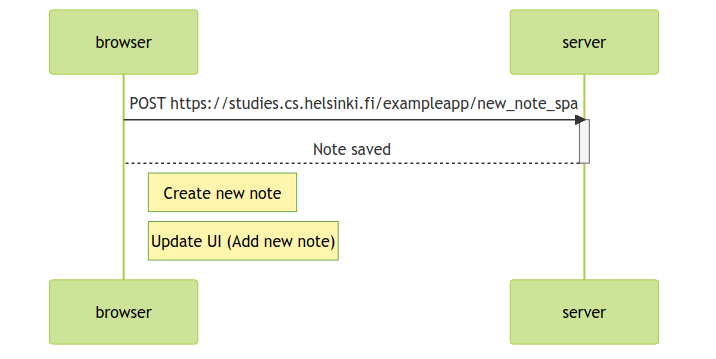 browser
server
POST https://studies.cs.helsinki.fi/exampleapp/new_note_spa
Note saved
Create new note
Update UI (Add new note)
browser
server